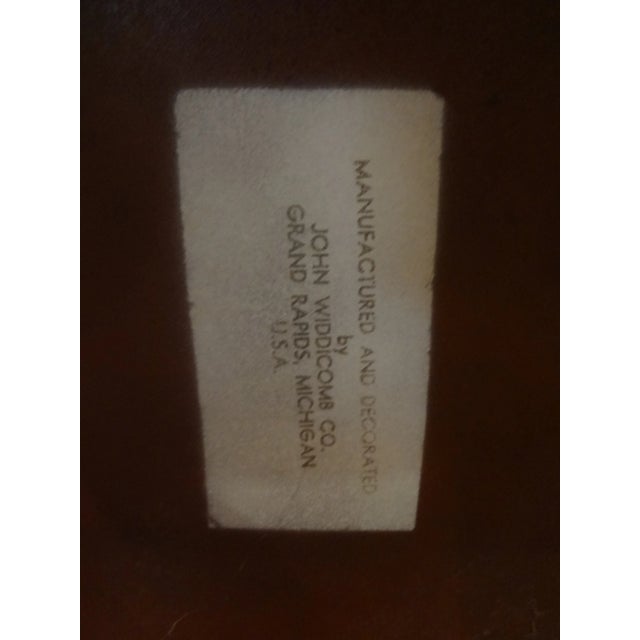 MANUFACTURED AND DECORATED
by
JOHN WIDDICOMB CO.
GRAND RAPIDS, MICHIGAN
U.S.A.